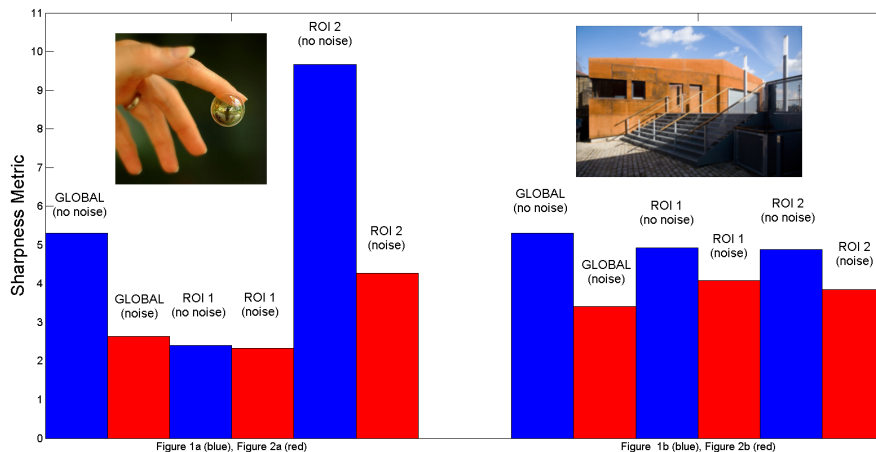 Sharpness Metric
11
10
9
8
7
6
5
4
3
2
1
0
GLOBAL
(no noise)
GLOBAL
(noise)
ROI 1
(no noise)
ROI 1
(noise)
ROI 2
(no noise)
ROI 2
(noise)
Figure 1a (blue), Figure 2a (red)
GLOBAL
(no noise)
GLOBAL
(noise)
ROI 1
(no noise)
ROI 1
(noise)
ROI 2
(no noise)
ROI 2
(noise)
Figure 1b (blue), Figure 2b (red)